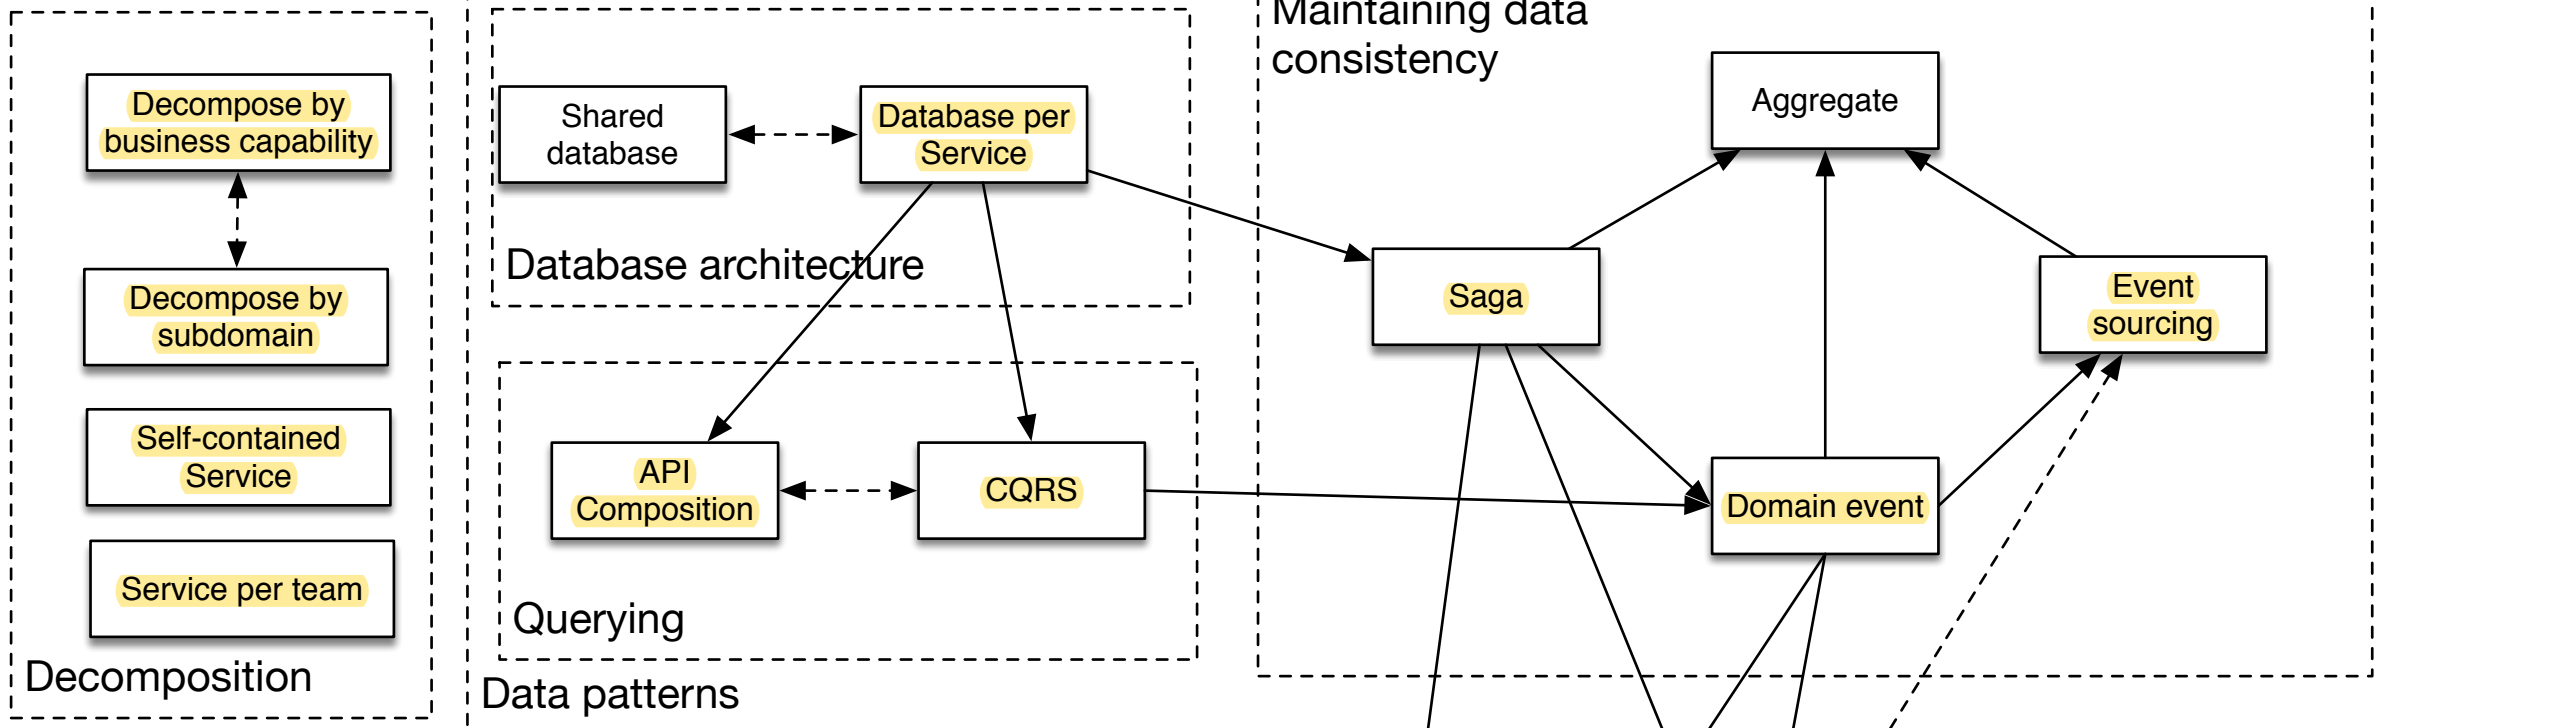 Decompose by
business capability
Decompose by
subdomain
Self-contained
Service
Service per team
Decomposition
Shared
database
Database per
Service
Database architecture
API
Composition
CQRS
Querying
Data patterns
Maintaining data
consistency
Aggregate
Saga
Event
sourcing
Domain event